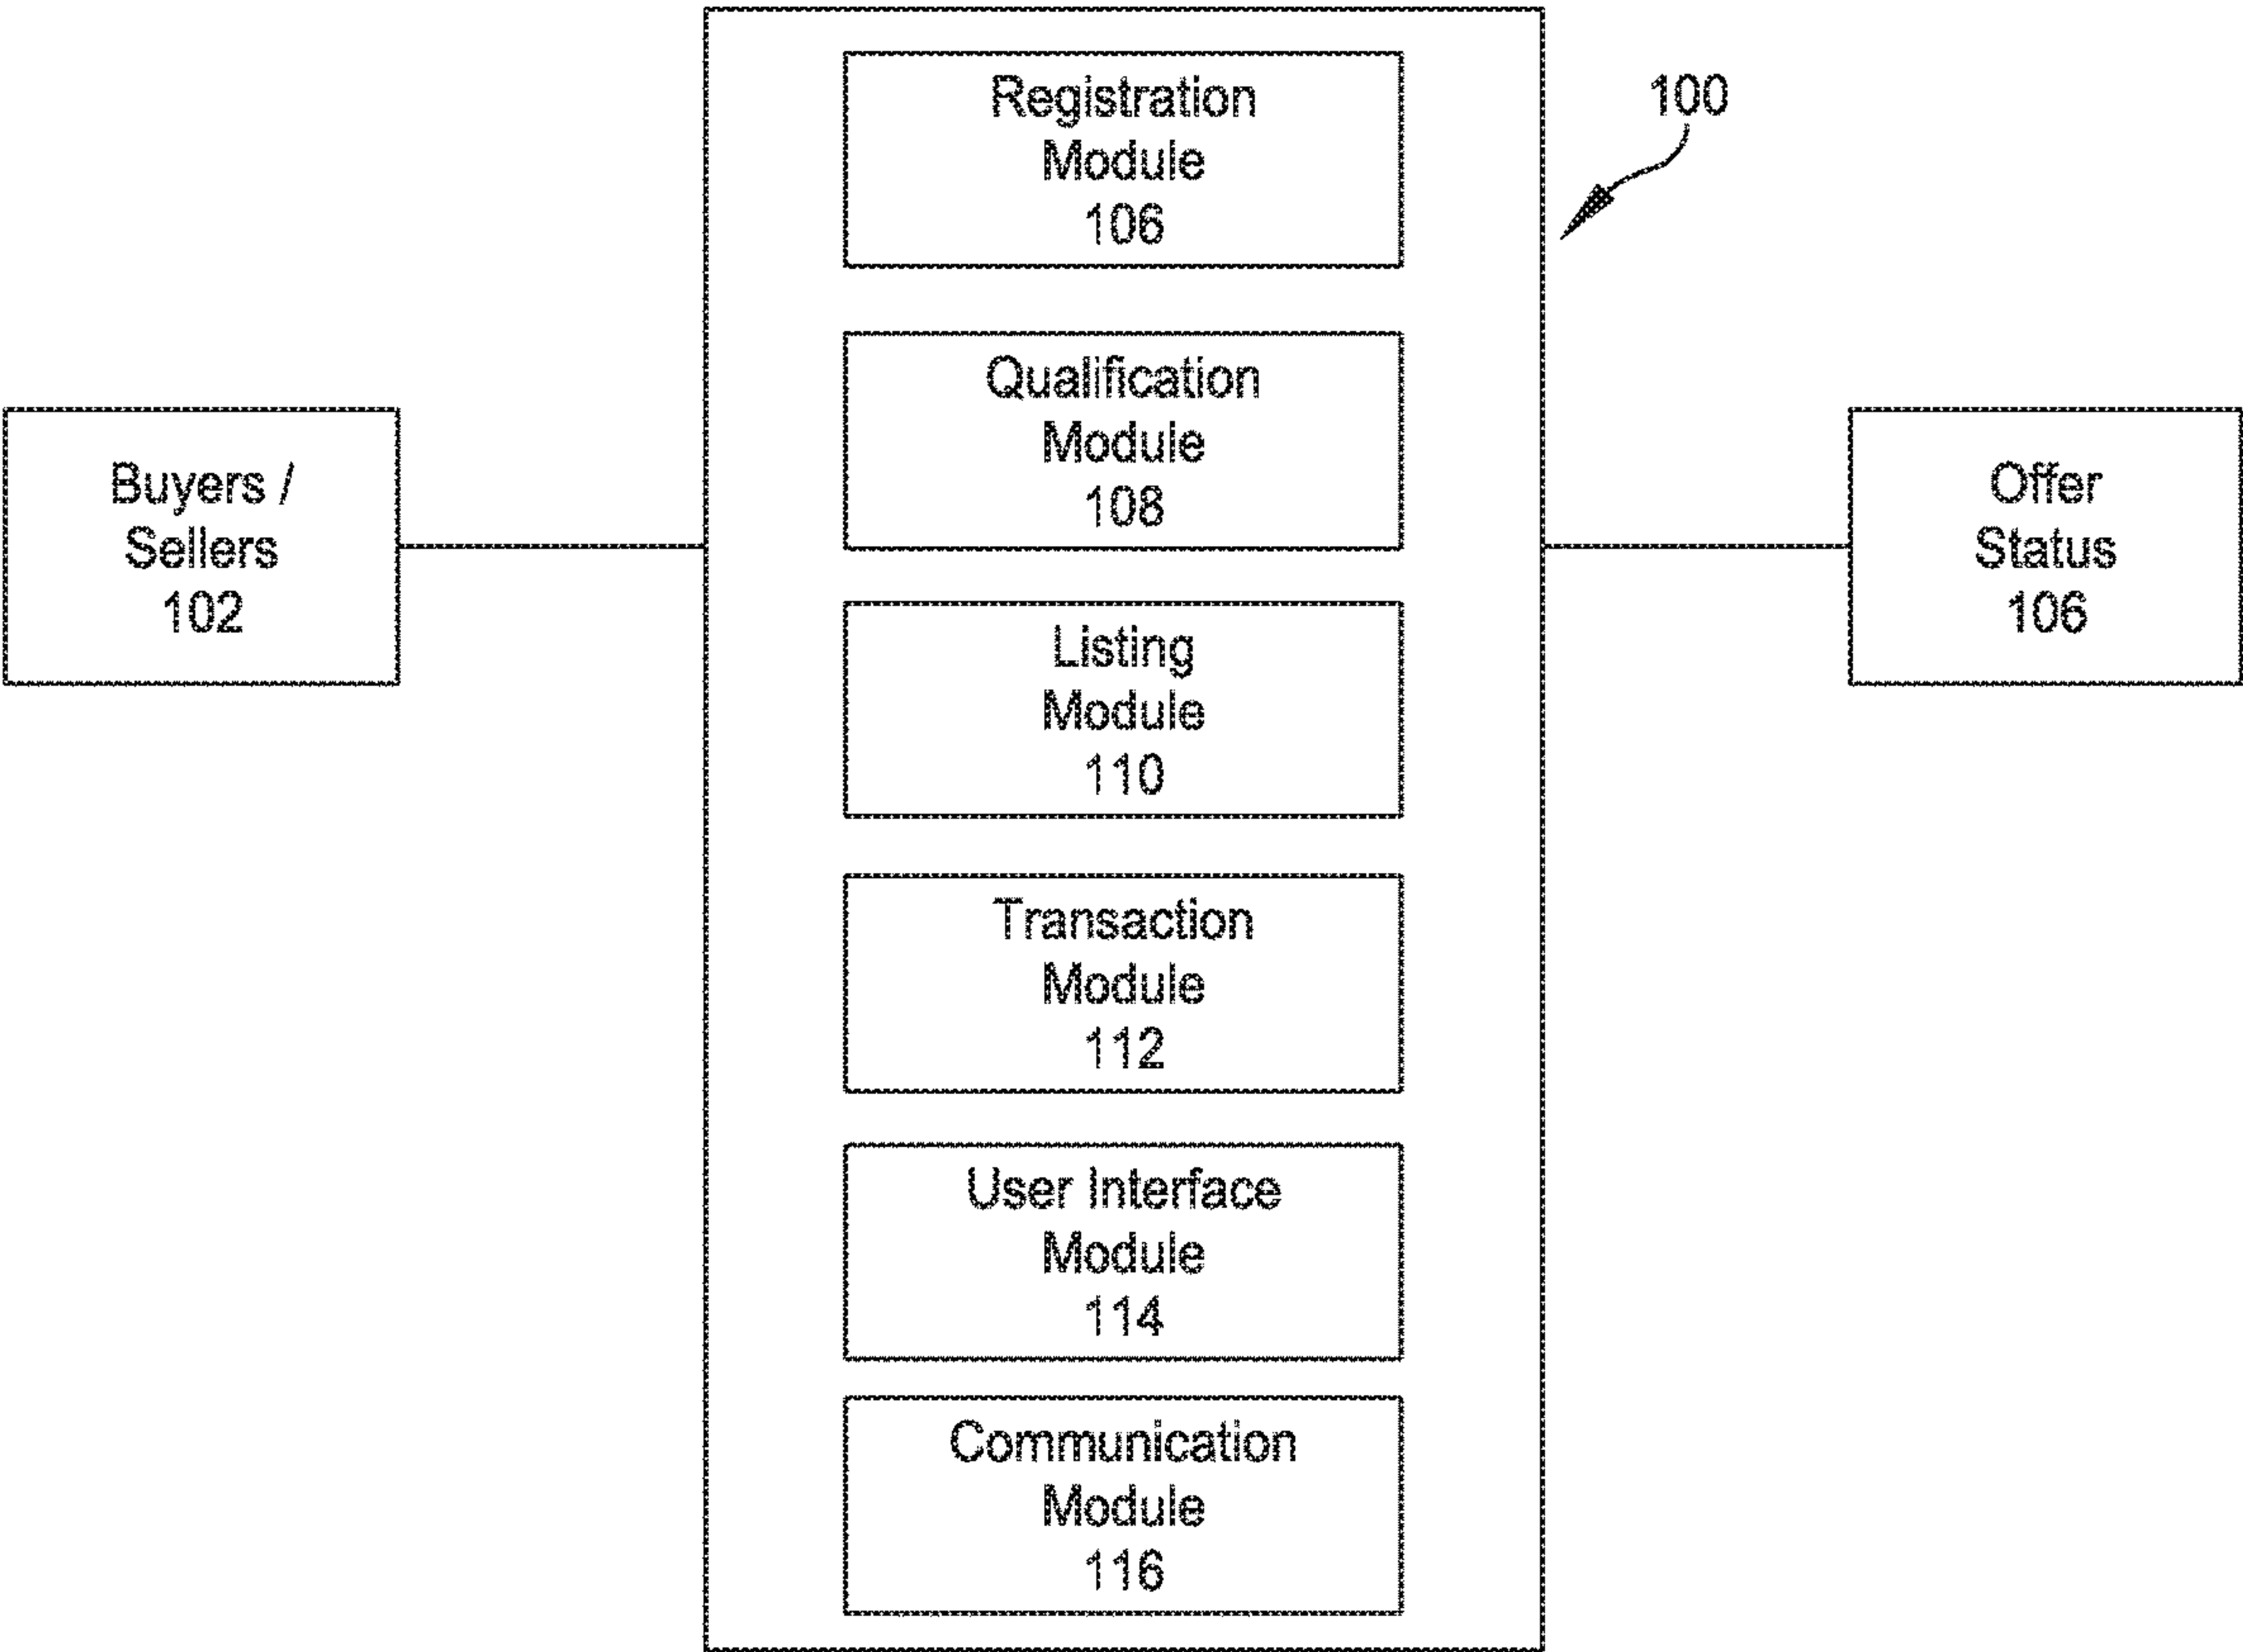 Registration
Module
106
100
Qualification
Module
108
Buyers /
Sellers
102
Offer
Status
106
Listing
Module
110
Transaction
Module
112
User Interface
Module
114
Communication
Module
116